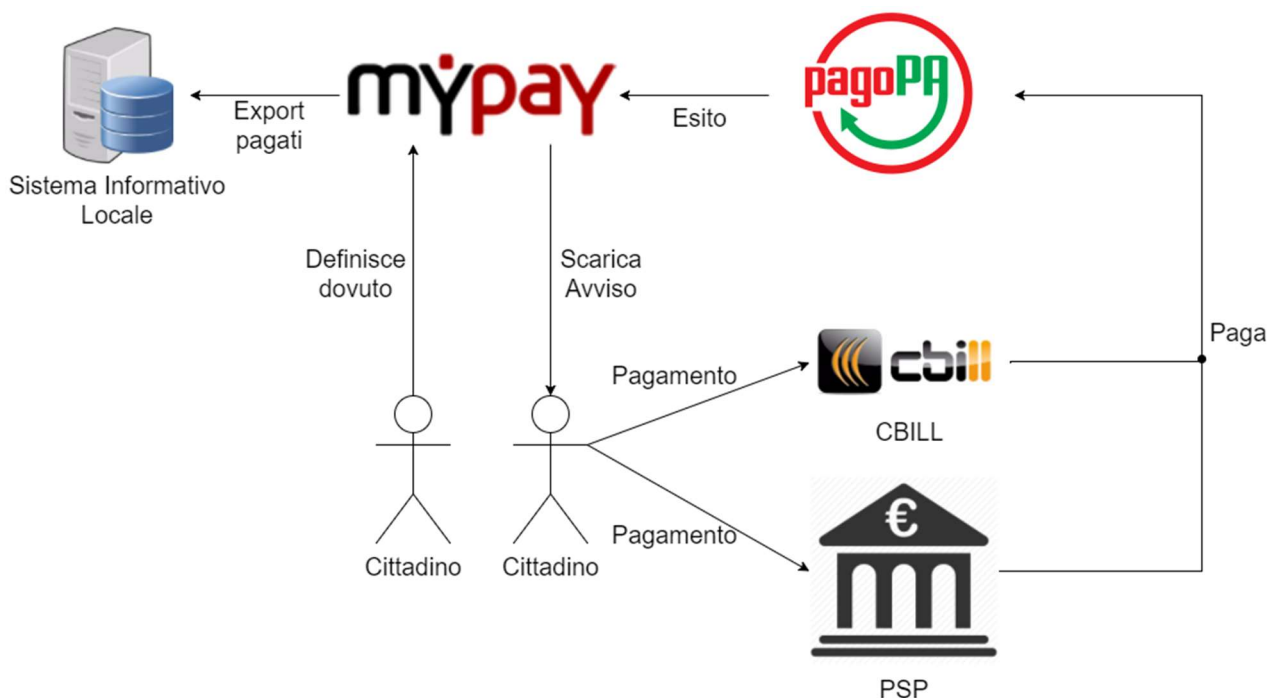 mypay
pagoPA
Export
pagati
Esito
Sistema Informativo
Locale
Definisce
dovuto
Scarica
Avviso
Paga
Pagamento
cbill
CBILL
Pagamento
€
Cittadino
Cittadino
PSP